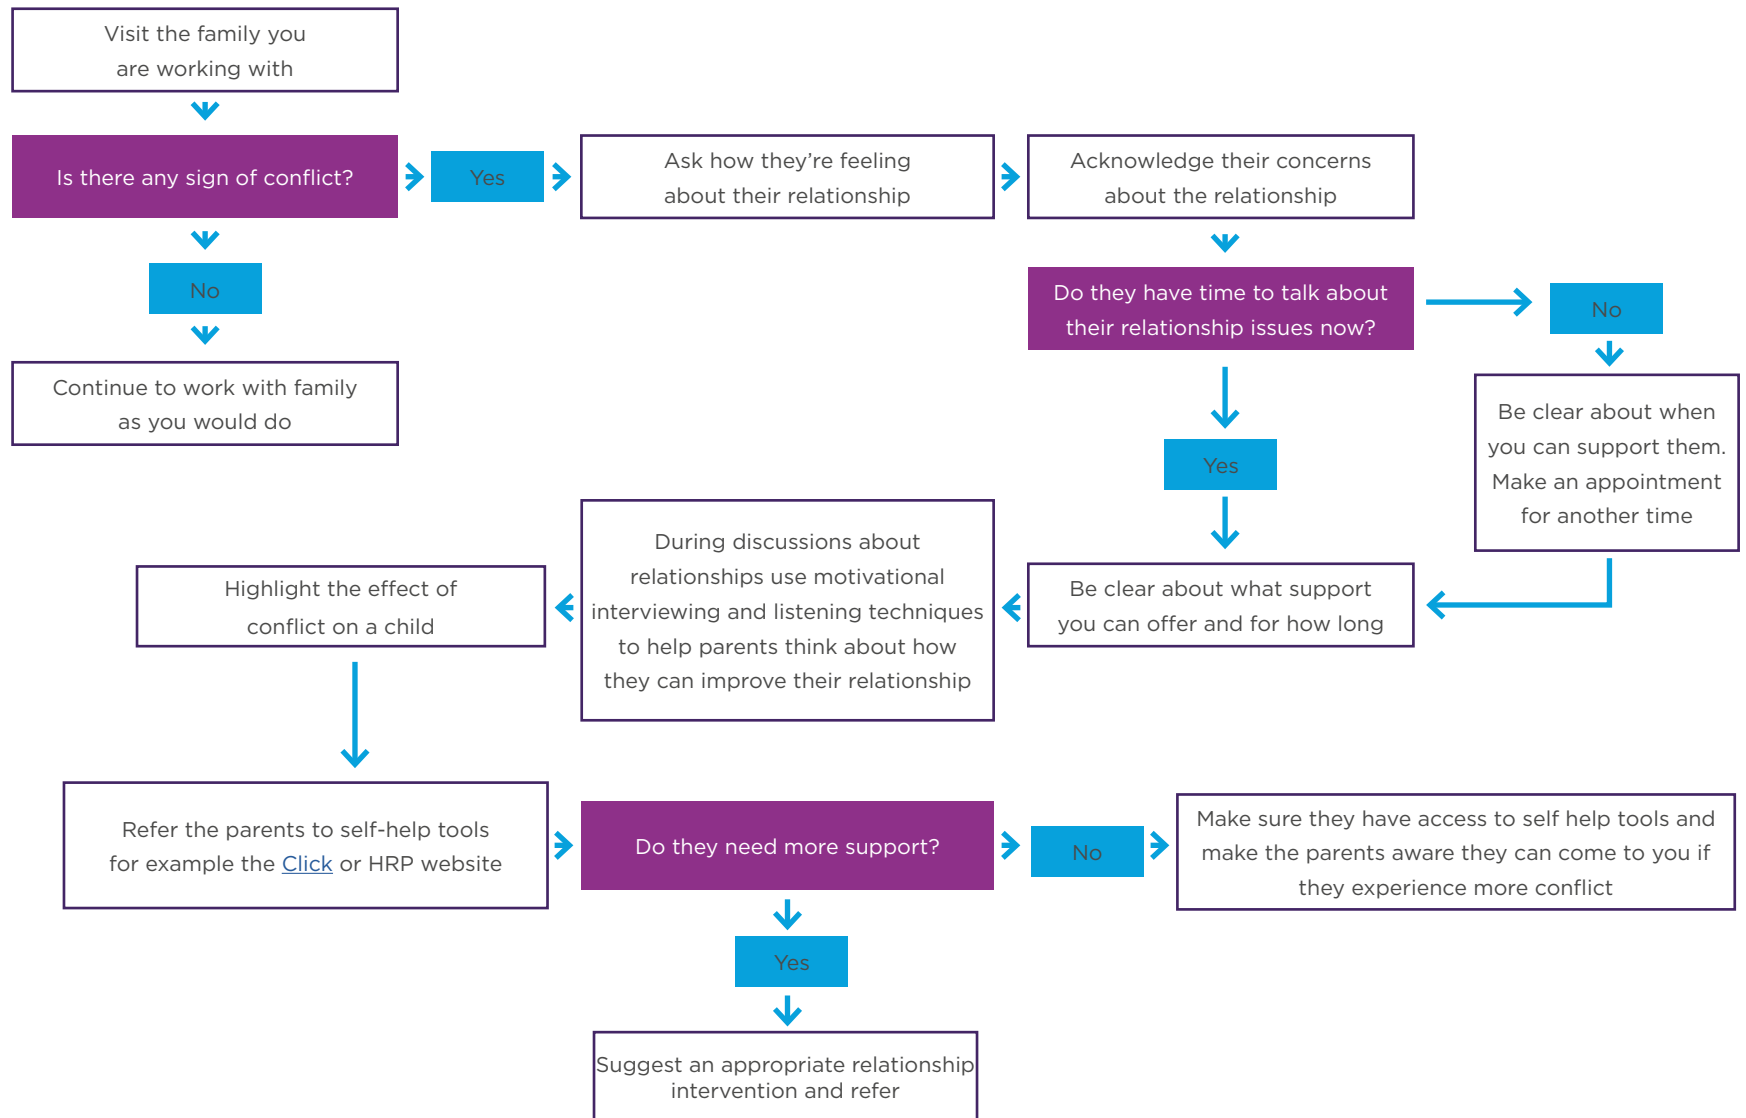 Visit the family you
are working with
Is there any sign of conflict?
Yes
Ask how they’re feeling
about their relationship
Acknowledge their concerns
about the relationship
No
Continue to work with family
as you would do
Do they have time to talk about
their relationship issues now?
No
Be clear about when
you can support them.
Make an appointment
for another time
Yes
Be clear about what support
you can offer and for how long
During discussions about
relationships use motivational
interviewing and listening techniques
to help parents think about how
they can improve their relationship
Highlight the effect of
conflict on a child
Refer the parents to self-help tools
for example the Click or HRP website
Do they need more support?
No
Make sure they have access to self help tools and
make the parents aware they can come to you if
they experience more conflict
Yes
Suggest an appropriate relationship
intervention and refer